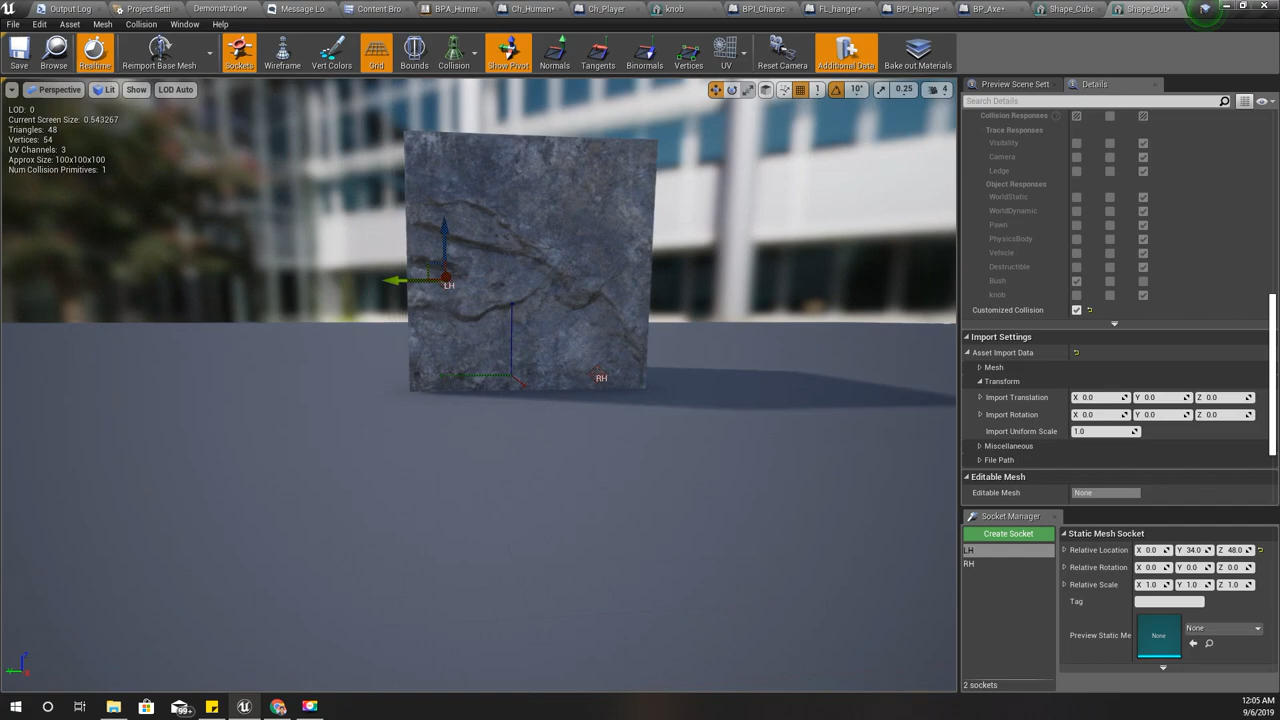 Output Log
Project Setti
Demonstration
Message Lo
Content Bro
BPA_Humar
Ch_Human
Ch_Player
knob
BPI_Charac
FL_hanger*
BPI_Hange
BP_Axe*
Shape_Cube
Shape_Cub
File Edit Asset Mesh Collision Window Help
Save Browse Realtime Reimport Base Mesh Sockets Wireframe Vert Colors Grid Bounds Collision Show Pivot Normals Tangents Binormals Vertices UV Reset Camera Additional Data Bake out Materials
Perspective Lit Show LOD Auto
1 10° 0.25 4
LOD: 0
Current Screen Size: 0.543267
Triangles: 48
Vertices: 54
UV Channels: 3
Approx Size: 100x100x100
Num Collision Primitives: 1
LH
RH
Preview Scene Sett
Details
Search Details
Collision Responses
Trace Responses
Visibility
Camera
Ledge
Object Responses
WorldStatic
WorldDynamic
Pawn
PhysicsBody
Vehicle
Destructible
Bush
knob
Customized Collision
Import Settings
Asset Import Data
Mesh
Transform
Import Translation X 0.0 Y 0.0 Z 0.0
Import Rotation X 0.0 Y 0.0 Z 0.0
Import Uniform Scale 1.0
Miscellaneous
File Path
Editable Mesh
Editable Mesh None
Socket Manager
Create Socket
LH
RH
2 sockets
Static Mesh Socket
Relative Location X 0.0 Y 34.0 Z 48.0
Relative Rotation X 0.0 Y 0.0 Z 0.0
Relative Scale X 1.0 Y 1.0 Z 1.0
Tag
Preview Static Me None None
99+
12:05 AM
9/6/2019